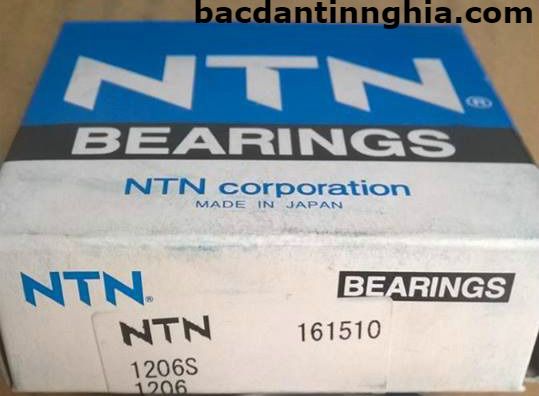 bacdantinnghia.com
NTN®
BEARINGS
NTN corporation
MADE IN JAPAN
NTN®
BEARINGS
NTN 161510
1206S
1206